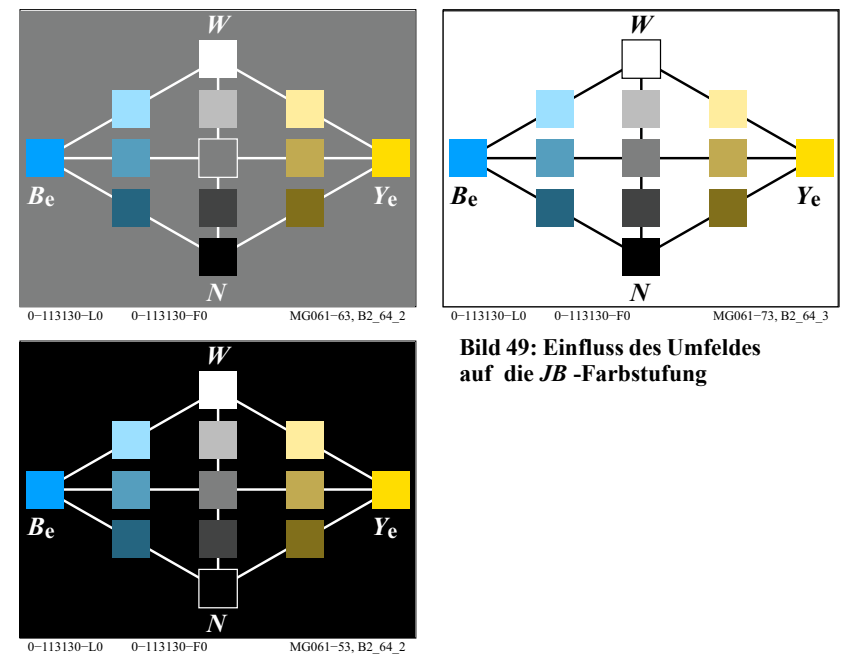 W
Be Ye
N
0−113130−L0 0−113130−F0 MG061−63, B2_64_2
W
Be Ye
N
0−113130−L0 0−113130−F0 MG061−73, B2_64_3
Bild 49: Einfluss des Umfeldes
auf die JB -Farbstufung
W
Be Ye
N
0−113130−L0 0−113130−F0 MG061−53, B2_64_2